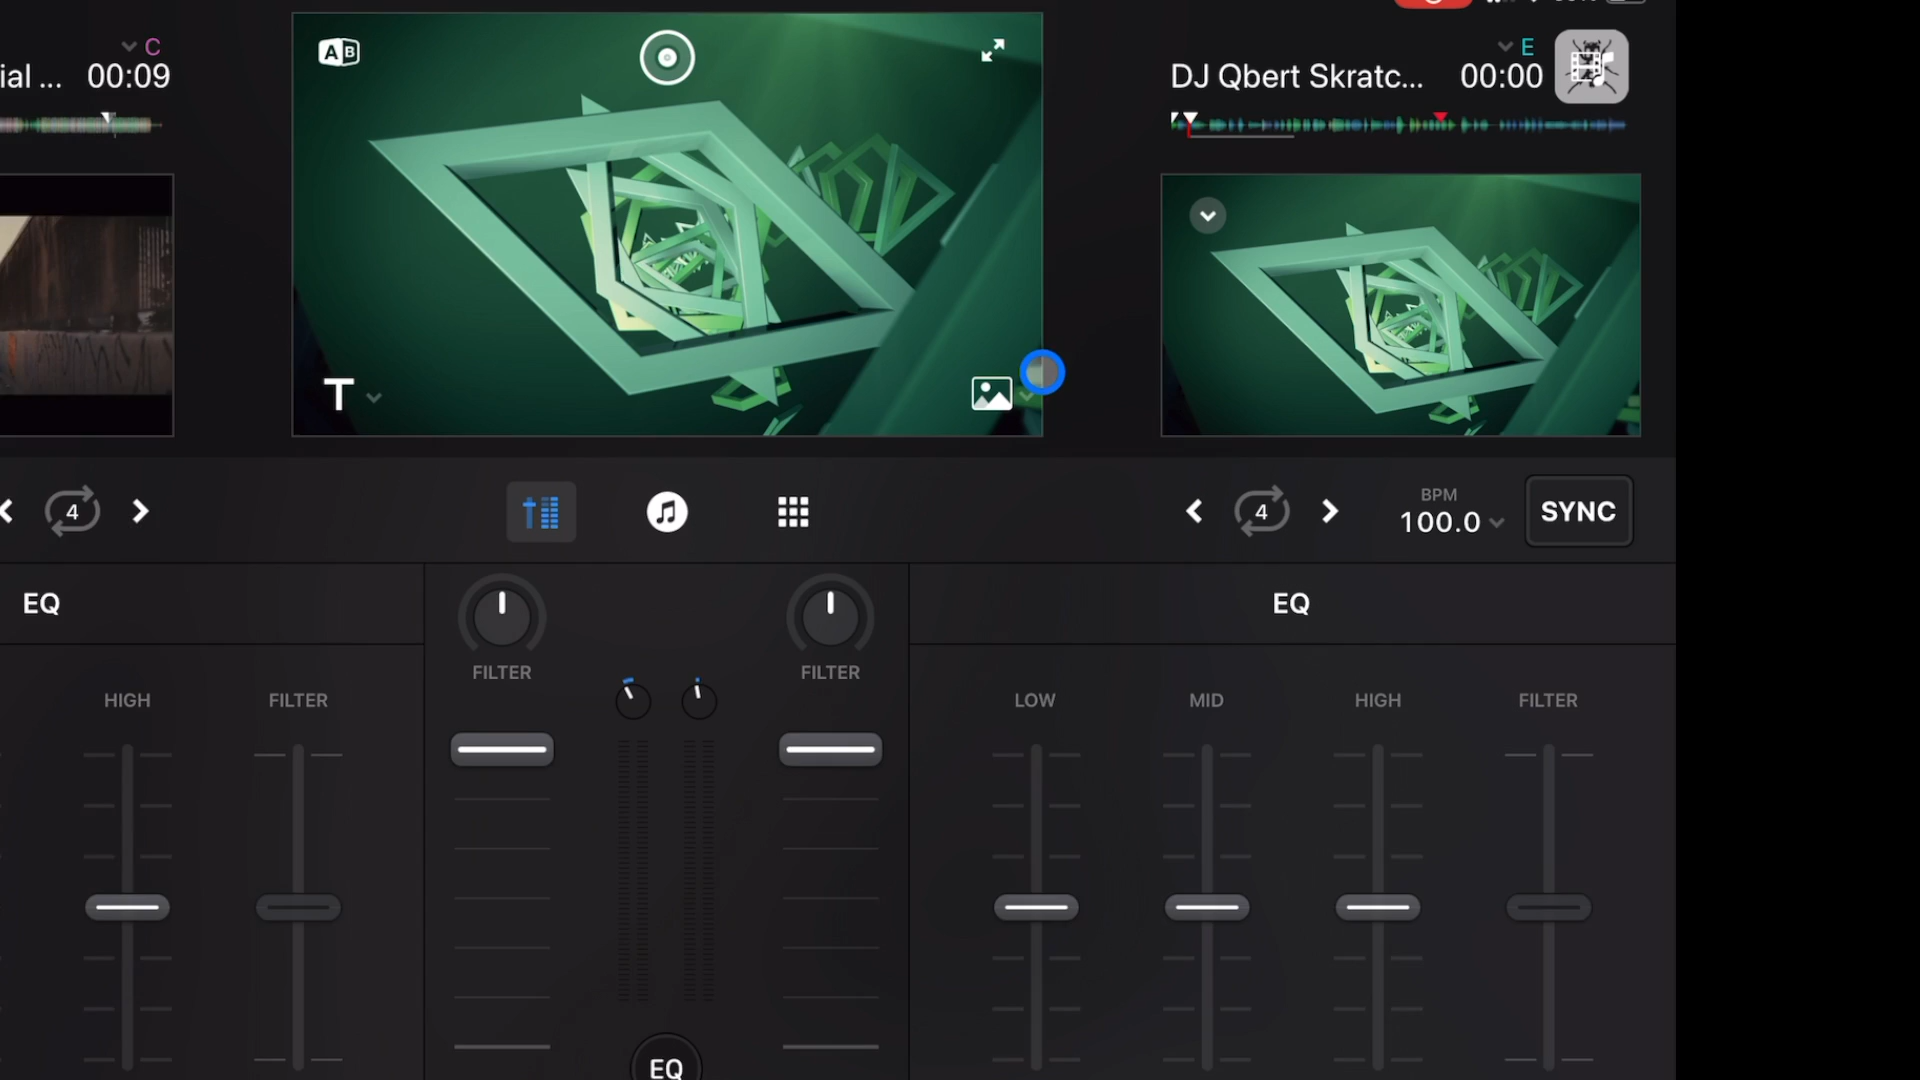 C
ial ... 00:09
A B
T
E
DJ Qbert Skratc... 00:00
4
4
BPM
100.0
SYNC
EQ
EQ
FILTER
FILTER
HIGH
FILTER
LOW
MID
HIGH
FILTER
EQ